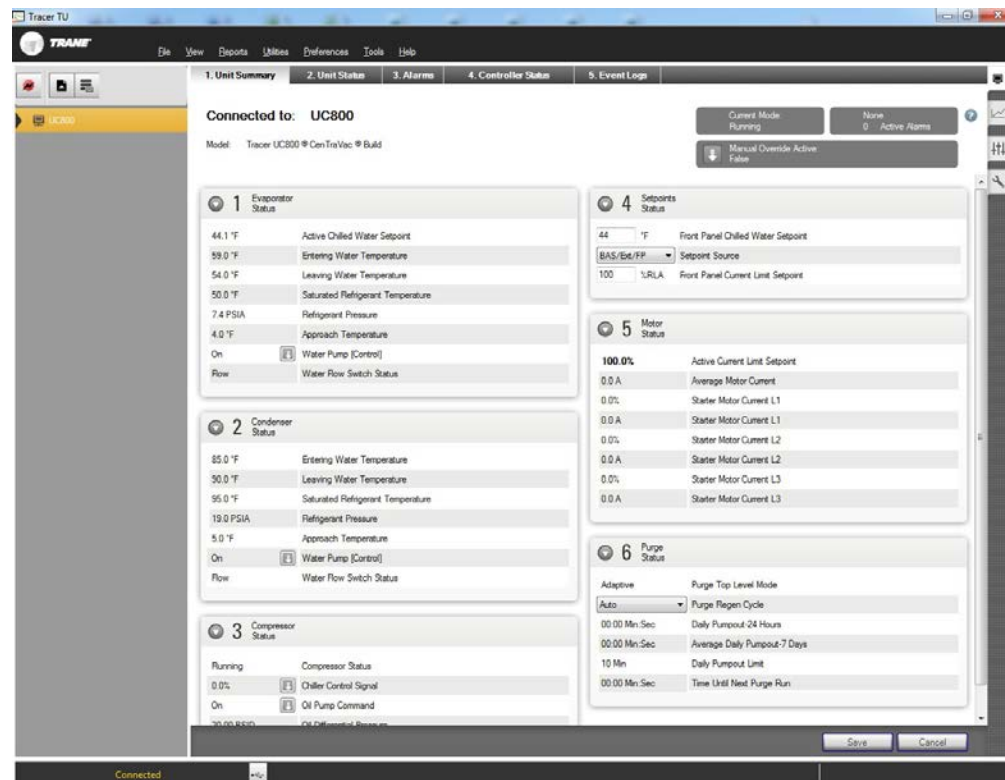 Tracer TU
TRANE
File View Reports Utilities Preferences Tools Help
1. Unit Summary 2. Unit Status 3. Alarms 4. Controller Status 5. Event Logs
UC800
Connected to: UC800
Model: Tracer UC800 ® CenTraVac ® Build
Current Mode:
Running
None
0 Active Alarms
Manual Override Active:
False
1 Evaporator
Status
44.1 °F Active Chilled Water Setpoint
59.0 °F Entering Water Temperature
54.0 °F Leaving Water Temperature
50.0 °F Saturated Refrigerant Temperature
7.4 PSIA Refrigerant Pressure
4.0 °F Approach Temperature
On Water Pump [Control]
Flow Water Flow Switch Status
2 Condenser
Status
85.0 °F Entering Water Temperature
90.0 °F Leaving Water Temperature
95.0 °F Saturated Refrigerant Temperature
19.0 PSIA Refrigerant Pressure
5.0 °F Approach Temperature
On Water Pump [Control]
Flow Water Flow Switch Status
3 Compressor
Status
Running Compressor Status
0.0% Chiller Control Signal
On Oil Pump Command
20.00 PSID Oil Differential Pressure
4 Setpoints
Status
44 °F Front Panel Chilled Water Setpoint
BAS/Ext/FP Setpoint Source
100 %RLA Front Panel Current Limit Setpoint
5 Motor
Status
100.0% Active Current Limit Setpoint
0.0 A Average Motor Current
0.0% Starter Motor Current L1
0.0 A Starter Motor Current L1
0.0% Starter Motor Current L2
0.0 A Starter Motor Current L2
0.0% Starter Motor Current L3
0.0 A Starter Motor Current L3
6 Purge
Status
Adaptive Purge Top Level Mode
Auto Purge Regen Cycle
00:00 Min:Sec Daily Pumpout-24 Hours
00:00 Min:Sec Average Daily Pumpout-7 Days
10 Min Daily Pumpout Limit
00:00 Min:Sec Time Until Next Purge Run
Save Cancel
Connected